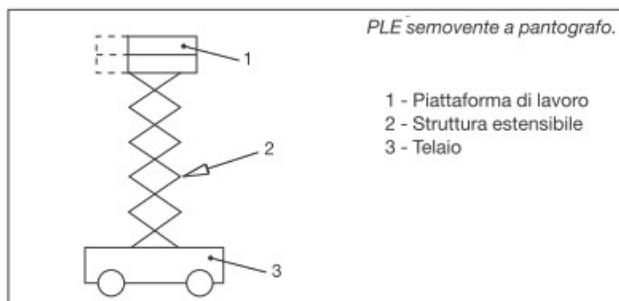 PLE semovente a pantografo.
1
1 - Piattaforma di lavoro
2 - Struttura estensibile
3 - Telaio
2
3